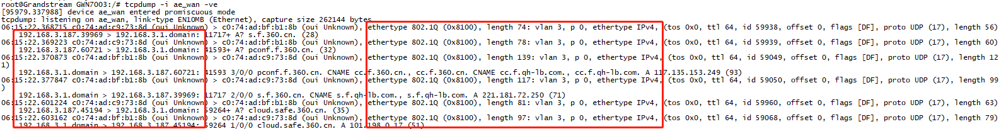 root@Grandstream GWN7003:/# tcpdump -i ae_wan -ve
[95979.337988] device ae_wan entered promiscuous mode
tcpdump: listening on ae_wan, link-type EN10MB (Ethernet), capture size 262144 bytes
06:15:22.368715 c0:74:ad:c9:73:8d (oui Unknown) > c0:74:ad:bf:b1:8b (oui Unknown), ethertype 802.1Q (0x8100), length 74: vlan 3, p 0, ethertype IPv4, (tos 0x0, ttl 64, id 59938, offset 0, flags [DF], proto UDP (17), length 56)
192.168.3.187.39969 > 192.168.3.1.domain: 11717+ A? s.f.360.cn. (28)
06:15:22.369223 c0:74:ad:c9:73:8d (oui Unknown) > c0:74:ad:bf:b1:8b (oui Unknown), ethertype 802.1Q (0x8100), length 78: vlan 3, p 0, ethertype IPv4, (tos 0x0, ttl 64, id 59939, offset 0, flags [DF], proto UDP (17), length 60)
192.168.3.187.60721 > 192.168.3.1.domain: 41593+ A? pconf.f.360.cn. (32)
06:15:22.370873 c0:74:ad:bf:b1:8b (oui Unknown) > c0:74:ad:c9:73:8d (oui Unknown), ethertype 802.1Q (0x8100), length 139: vlan 3, p 0, ethertype IPv4, (tos 0x0, ttl 64, id 59049, offset 0, flags [DF], proto UDP (17), length 12
1)
192.168.3.1.domain > 192.168.3.187.60721: 41593 3/0/0 pconf.f.360.cn. CNAME cc.f.360.cn., cc.f.360.cn. CNAME cc.f.qh-lb.com., cc.f.qh-lb.com. A 117.135.153.249 (93)
06:15:22.377847 c0:74:ad:bf:b1:8b (oui Unknown) > c0:74:ad:c9:73:8d (oui Unknown), ethertype 802.1Q (0x8100), length 117: vlan 3, p 0, ethertype IPv4, (tos 0x0, ttl 64, id 59050, offset 0, flags [DF], proto UDP (17), length 99
)
192.168.3.1.domain > 192.168.3.187.39969: 11717 2/0/0 s.f.360.cn. CNAME s.f.qh-lb.com., s.f.qh-lb.com. A 221.181.72.250 (71)
06:15:22.601224 c0:74:ad:c9:73:8d (oui Unknown) > c0:74:ad:bf:b1:8b (oui Unknown), ethertype 802.1Q (0x8100), length 81: vlan 3, p 0, ethertype IPv4, (tos 0x0, ttl 64, id 59960, offset 0, flags [DF], proto UDP (17), length 63)
192.168.3.187.45194 > 192.168.3.1.domain: 59264+ A? cloud.safe.360.cn. (35)
06:15:22.603162 c0:74:ad:bf:b1:8b (oui Unknown) > c0:74:ad:c9:73:8d (oui Unknown), ethertype 802.1Q (0x8100), length 97: vlan 3, p 0, ethertype IPv4, (tos 0x0, ttl 64, id 59068, offset 0, flags [DF], proto UDP (17), length 79)
192.168.3.1.domain > 192.168.3.187.45194: 59264 1/0/0 cloud.safe.360.cn. A 101.198.0.17 (51)